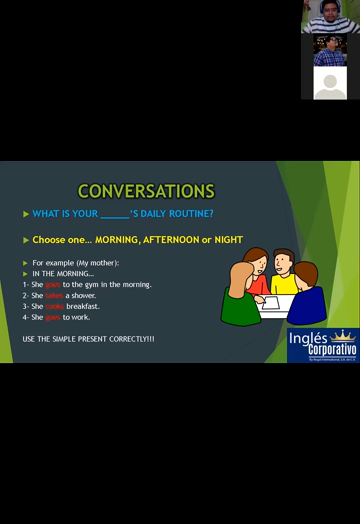 CONVERSATIONS
WHAT IS YOUR _____'S DAILY ROUTINE?
Choose one... MORNING, AFTERNOON or NIGHT
For example (My mother):
IN THE MORNING...
1- She goes to the gym in the morning.
2- She takes a shower.
3- She cooks breakfast.
4- She goes to work.
USE THE SIMPLE PRESENT CORRECTLY!!!
Inglés
Corporativo